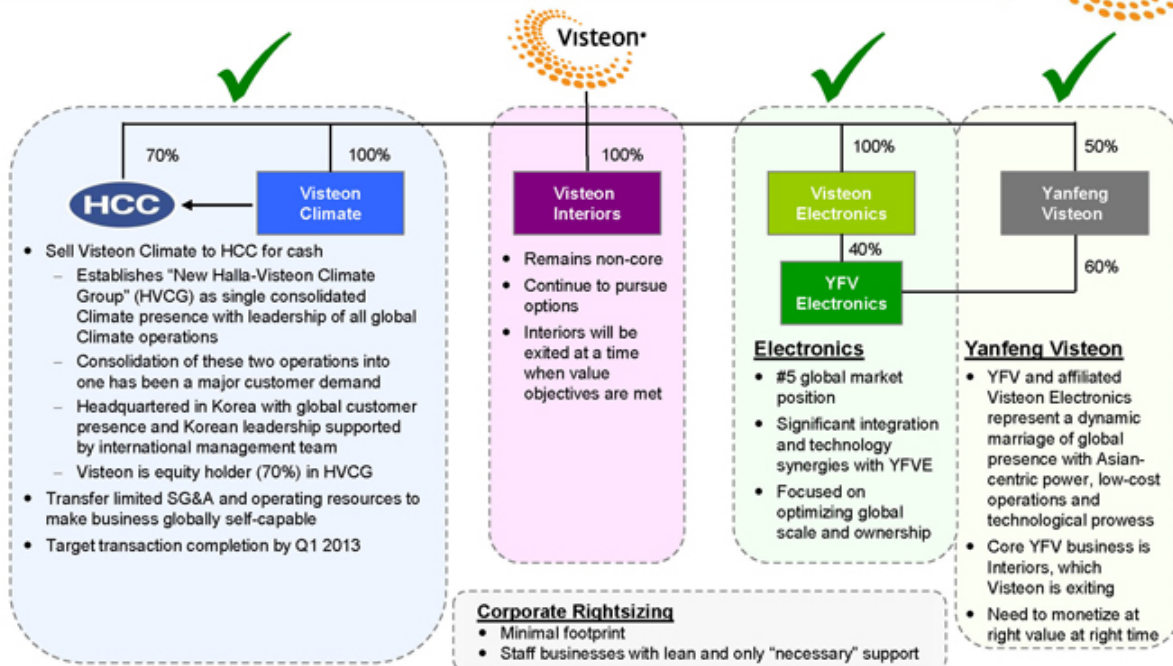 Visteon
70%
100%
HCC
Visteon
Climate
• Sell Visteon Climate to HCC for cash
– Establishes “New Halla-Visteon Climate
Group” (HVCG) as single consolidated
Climate presence with leadership of all global
Climate operations
– Consolidation of these two operations into
one has been a major customer demand
– Headquartered in Korea with global customer
presence and Korean leadership supported
by international management team
– Visteon is equity holder (70%) in HVCG
• Transfer limited SG&A and operating resources to
make business globally self-capable
• Target transaction completion by Q1 2013
100%
Visteon
Interiors
• Remains non-core
• Continue to pursue
options
• Interiors will be
exited at a time
when value
objectives are met
100%
Visteon
Electronics
40%
YFV
Electronics
Electronics
• #5 global market
position
• Significant integration
and technology
synergies with YFVE
• Focused on
optimizing global
scale and ownership
50%
Yanfeng
Visteon
60%
Yanfeng Visteon
• YFV and affiliated
Visteon Electronics
represent a dynamic
marriage of global
presence with Asian-
centric power, low-cost
operations and
technological prowess
• Core YFV business is
Interiors, which
Visteon is exiting
• Need to monetize at
right value at right time
Corporate Rightsizing
• Minimal footprint
• Staff businesses with lean and only “necessary” support